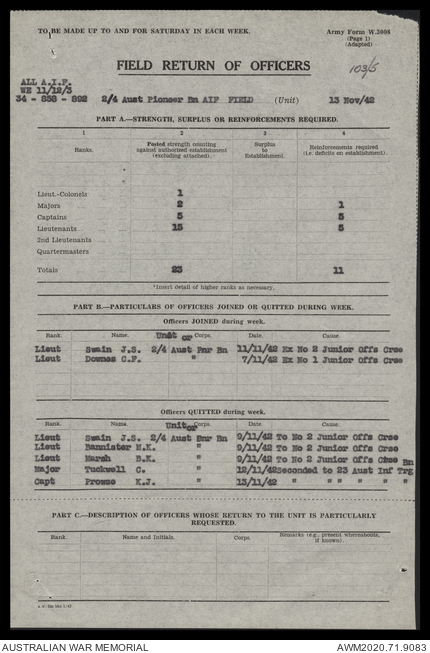 TO BE MADE UP TO AND FOR SATURDAY IN EACH WEEK.
Army Form W.3008
(Page 1)
(Adapted)
103/5
FIELD RETURN OF OFFICERS
ALL A.I.F.
WE 11/12/3
34 - 838 - 892 2/4 Aust Pioneer Bn AIF FIELD (Unit) 13 Nov/42
PART A.—STRENGTH, SURPLUS OR REINFORCEMENTS REQUIRED.
1 2 3 4
Ranks. Posted strength counting against authorized establishment (excluding attached). Surplus to Establishment. Reinforcements required (i.e. deficits on establishment).
Lieut.-Colonels 1
Majors 2 1
Captains 5 5
Lieutenants 15 5
2nd Lieutenants
Quartermasters
Totals 23 11
*Insert detail of higher ranks as necessary.
PART B.—PARTICULARS OF OFFICERS JOINED OR QUITTED DURING WEEK.
Officers JOINED during week.
Rank. Name. Unit or Corps. Date. Cause.
Lieut Swain J.S. 2/4 Aust Pnr Bn 11/11/42 Ex No 2 Junior Offs Crse
Lieut Downes C.F. " 7/11/42 Ex No 1 Junior Offs Crse
Officers QUITTED during week.
Rank. Name. Unit or Corps Date. Cause.
Lieut Swain J.S. 2/4 Aust Pnr Bn 9/11/42 To No 2 Junior Offs Crse
Lieut Bannister N.K. " 9/11/42 To No 2 Junior Offs Crse
Lieut Marsh B.K. " 9/11/42 To No 2 Junior Offs Crse
Major Tuckwell C. " 12/11/42 Seconded to 23 Aust Inf Trg Bn
Capt Prowse K.J. " 13/11/42 " " " " " "
PART C.—DESCRIPTION OF OFFICERS WHOSE RETURN TO THE UNIT IS PARTICULARLY
REQUESTED.
Rank. Name and Initials. Corps. Remarks (e.g., present whereabouts, if known).
AUSTRALIAN WAR MEMORIAL
AWM2020.71.9083